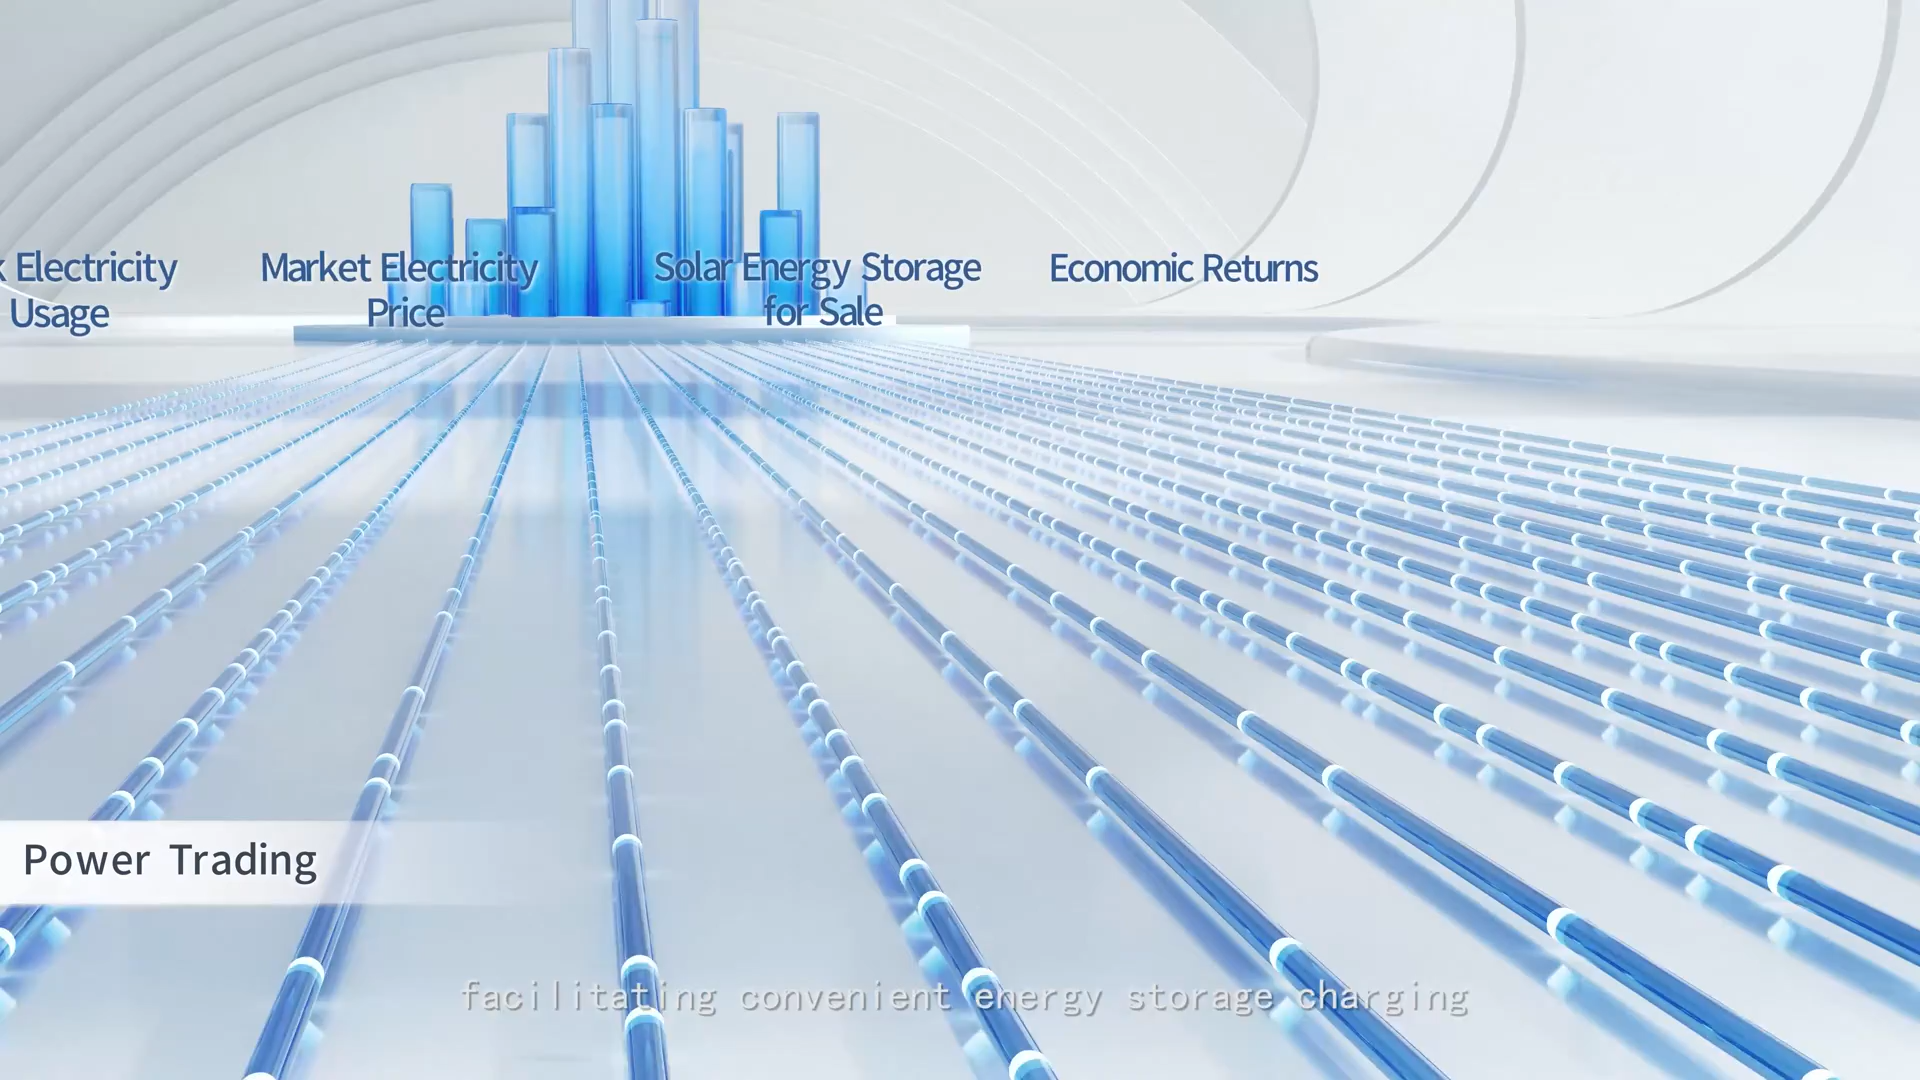 Electricity
Usage
Market Electricity
Price
Solar Energy Storage
for Sale
Economic Returns
Power Trading
facilitating convenient energy storage charging